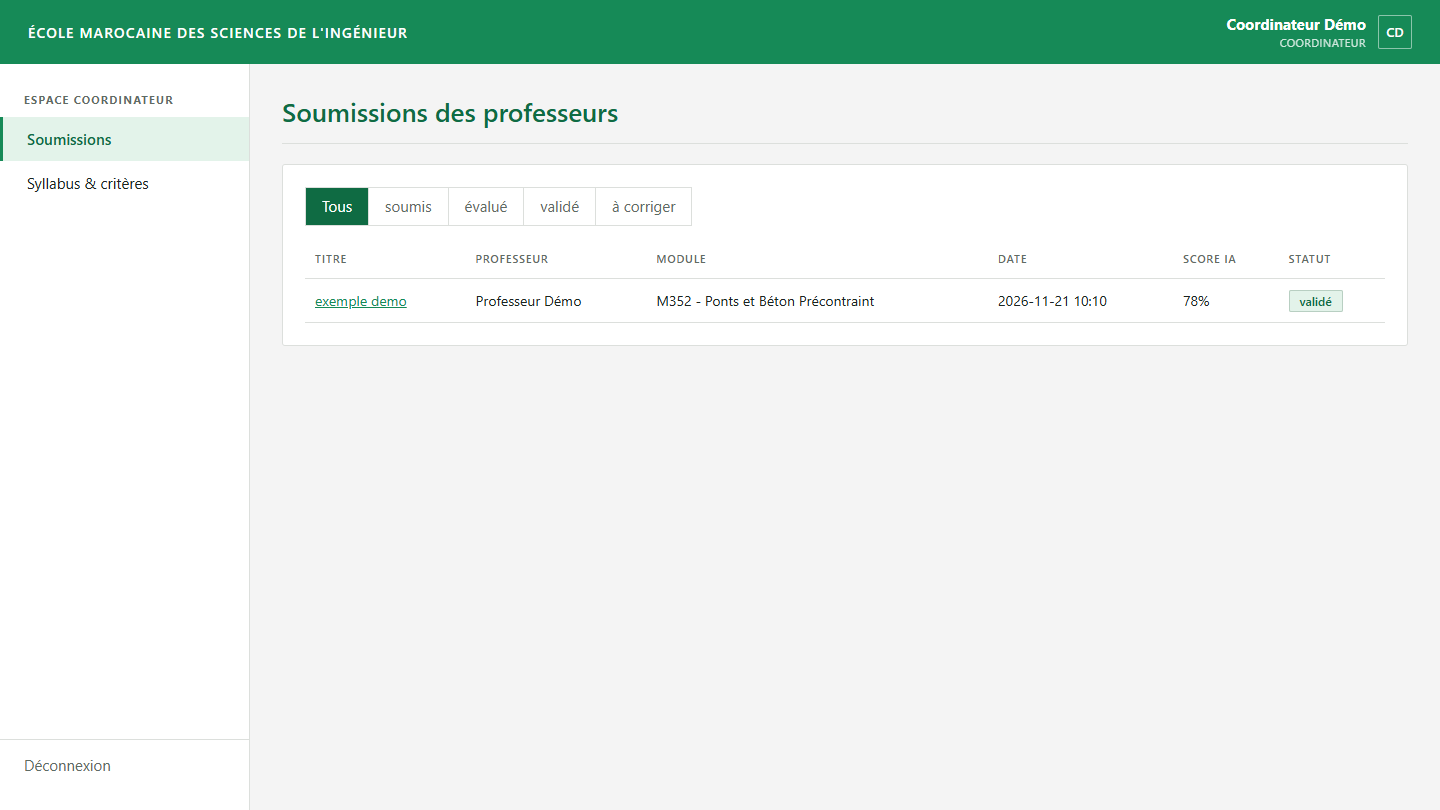 ÉCOLE MAROCAINE DES SCIENCES DE L'INGÉNIEUR
Coordinateur Démo
COORDINATEUR
CD
ESPACE COORDINATEUR
Soumissions
Syllabus & critères
Déconnexion
Soumissions des professeurs
Tous soumis évalué validé à corriger
TITRE PROFESSEUR MODULE DATE SCORE IA STATUT
exemple demo Professeur Démo M352 - Ponts et Béton Précontraint 2026-11-21 10:10 78% validé